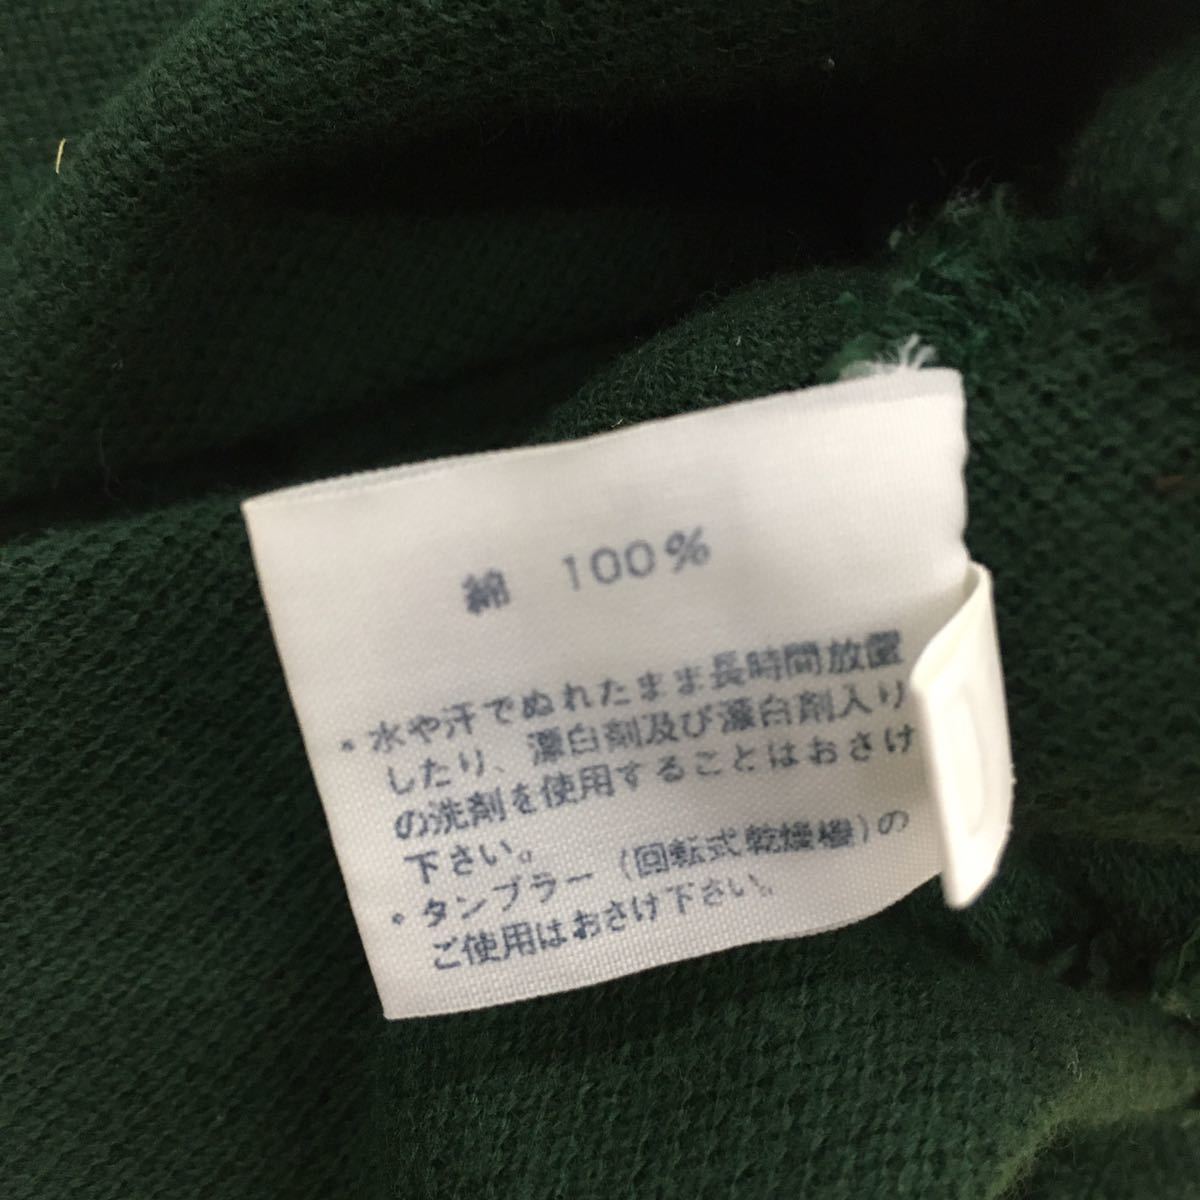 綿 100%
・水や汗でぬれたまま長時間放置
したり、漂白剤及び漂白剤入り
の洗剤を使用することはおさけ
下さい。
・タンブラー(回転式乾燥機)の
ご使用はおさけ下さい。